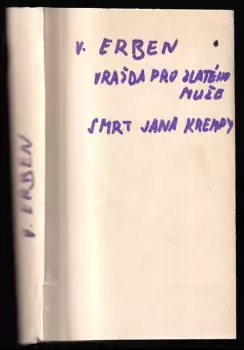 V. ERBEN
V. ERBEN
VRAŽDA PRO ZLATÉHO
MUŽE
SMRT JANA KREMPY